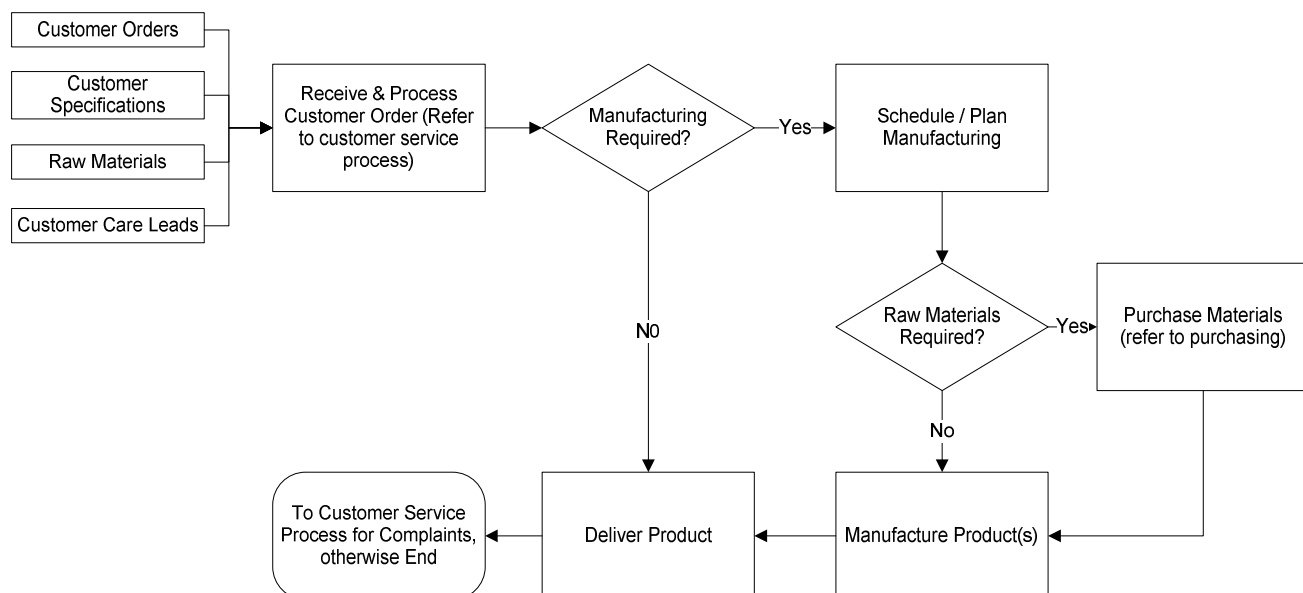 Customer Orders
Customer
Specifications
Raw Materials
Customer Care Leads
Receive & Process
Customer Order (Refer
to customer service
process)
Manufacturing
Required?
Yes
Schedule / Plan
Manufacturing
N0
Raw Materials
Required?
Yes
Purchase Materials
(refer to purchasing)
No
To Customer Service
Process for Complaints,
otherwise End
Deliver Product
Manufacture Product(s)